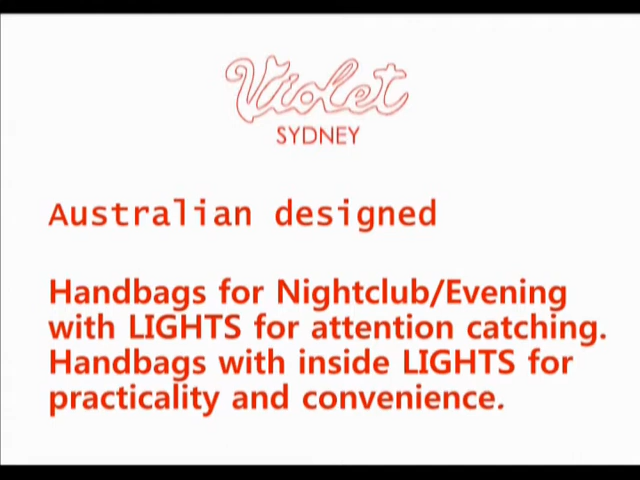 Violet
SYDNEY
Australian designed
Handbags for Nightclub/Evening
with LIGHTS for attention catching.
Handbags with inside LIGHTS for
practicality and convenience.